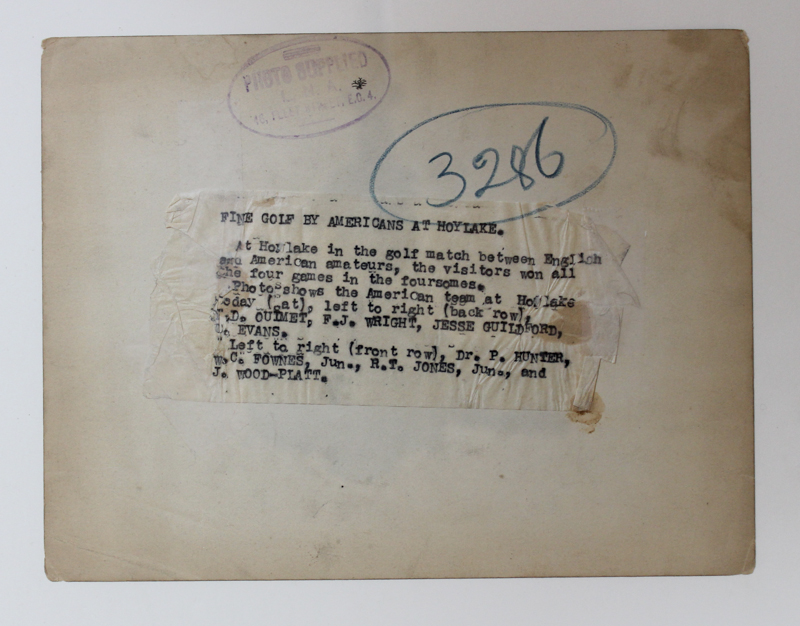 PHOTO SUPPLIED
E.C. 4.
3286
FINE GOLF BY AMERICANS AT HOYLAKE.
At Hoylake in the golf match between English
and American amateurs, the visitors won all
the four games in the foursomes.
Photo shows the American team at Hoylake
today (Sat), left to right (back row),
F.D. OUIMET, F.J. WRIGHT, JESSE GUILDFORD,
C. EVANS.
Left to right (front row), Dr. P. HUNTER,
W.C. FOWNES, Jun., R.T. JONES, Jun., and
J. WOOD-PLATT.